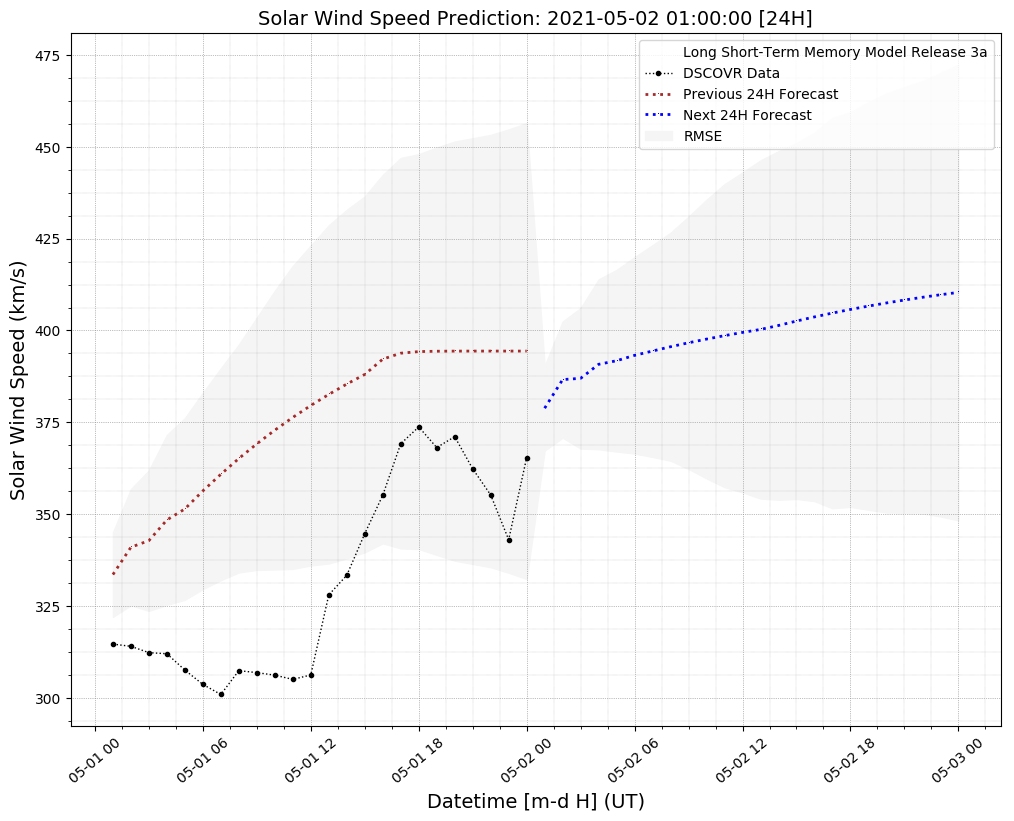 Solar Wind Speed Prediction: 2021-05-02 01:00:00 [24H]
Long Short-Term Memory Model Release 3a
DSCOVR Data
Previous 24H Forecast
Next 24H Forecast
RMSE
Solar Wind Speed (km/s)
475
450
425
400
375
350
325
300
05-01 00
05-01 06
05-01 12
05-01 18
05-02 00
05-02 06
05-02 12
05-02 18
05-03 00
Datetime [m-d H] (UT)